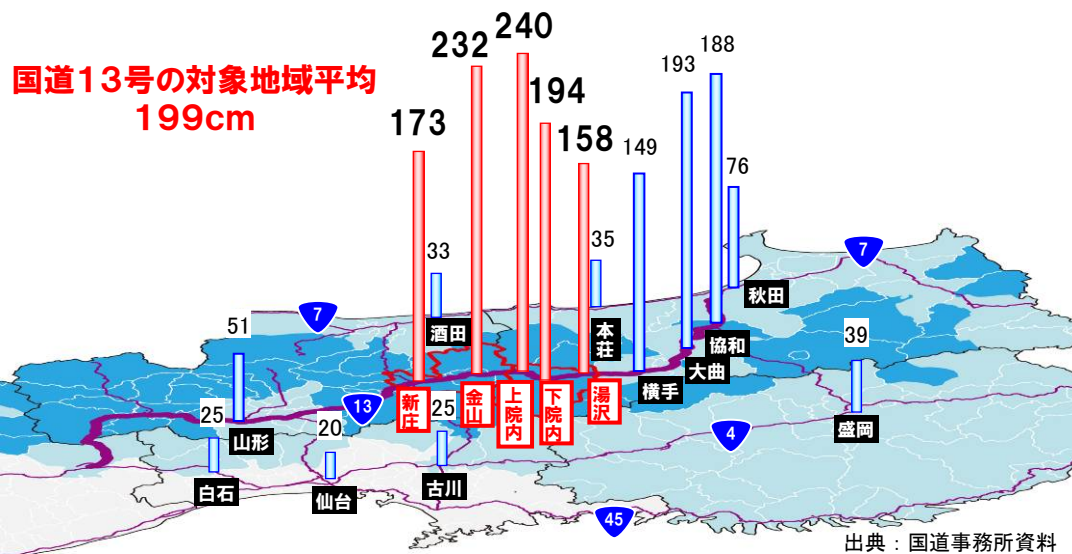 国道13号の対象地域平均
199cm
240
232
188
194
193
173
158
149
76
33
35
7
秋田
7
51
酒田
本荘
協和
大曲
39
新庄
金山
上院内
下院内
湯沢
横手
13
25
山形
20
25
4
盛岡
白石
仙台
古川
45
出典：国道事務所資料